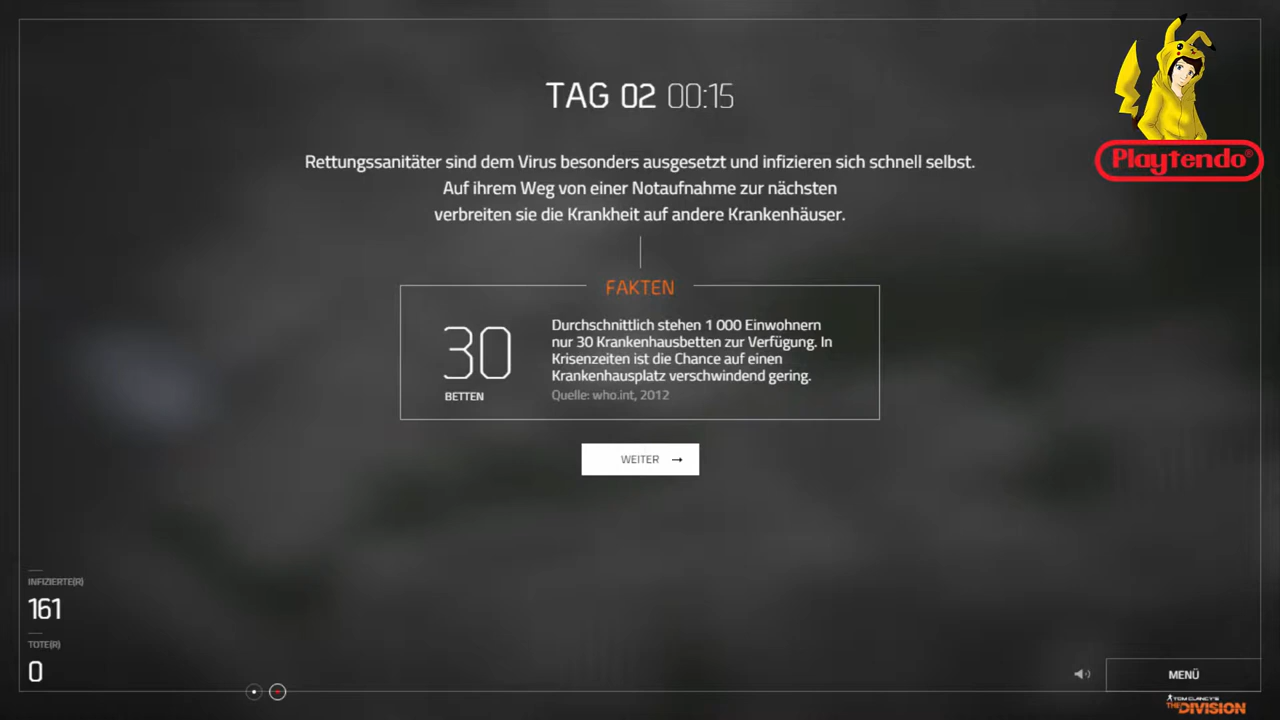 TAG 02 00:15
Playtendo®
Rettungssanitäter sind dem Virus besonders ausgesetzt und infizieren sich schnell selbst.
Auf ihrem Weg von einer Notaufnahme zur nächsten
verbreiten sie die Krankheit auf andere Krankenhäuser.
FAKTEN
30
BETTEN
Durchschnittlich stehen 1 000 Einwohnern
nur 30 Krankenhausbetten zur Verfügung. In
Krisenzeiten ist die Chance auf einen
Krankenhausplatz verschwindend gering.
Quelle: who.int, 2012
WEITER →
INFIZIERTE(R)
161
TOTE(R)
0
MENÜ
TOM CLANCY'S
THE DIVISION